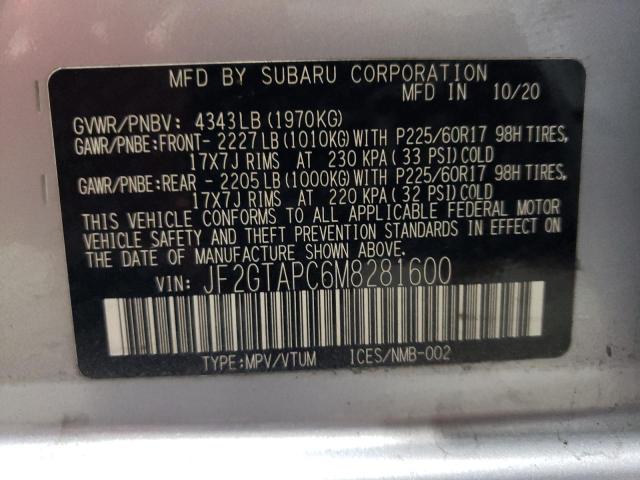 MFD BY SUBARU CORPORATION
MFD IN 10/20
GVWR/PNBV: 4343LB (1970KG)
GAWR/PNBE:FRONT- 2227 LB (1010KG) WITH P225/60R17 98H TIRES,
17X7J RIMS AT 230 KPA (33 PSI) COLD
GAWR/PNBE:REAR - 2205 LB (1000KG) WITH P225/60R17 98H TIRES,
17X7J RIMS AT 220 KPA (32 PSI) COLD
THIS VEHICLE CONFORMS TO ALL APPLICABLE FEDERAL MOTOR
VEHICLE SAFETY AND THEFT PREVENTION STANDARDS IN EFFECT ON
THE DATE OF MANUFACTURE SHOWN ABOVE.
VIN: JF2GTAPC6M8281600
TYPE:MPV/VTUM ICES/NMB-002